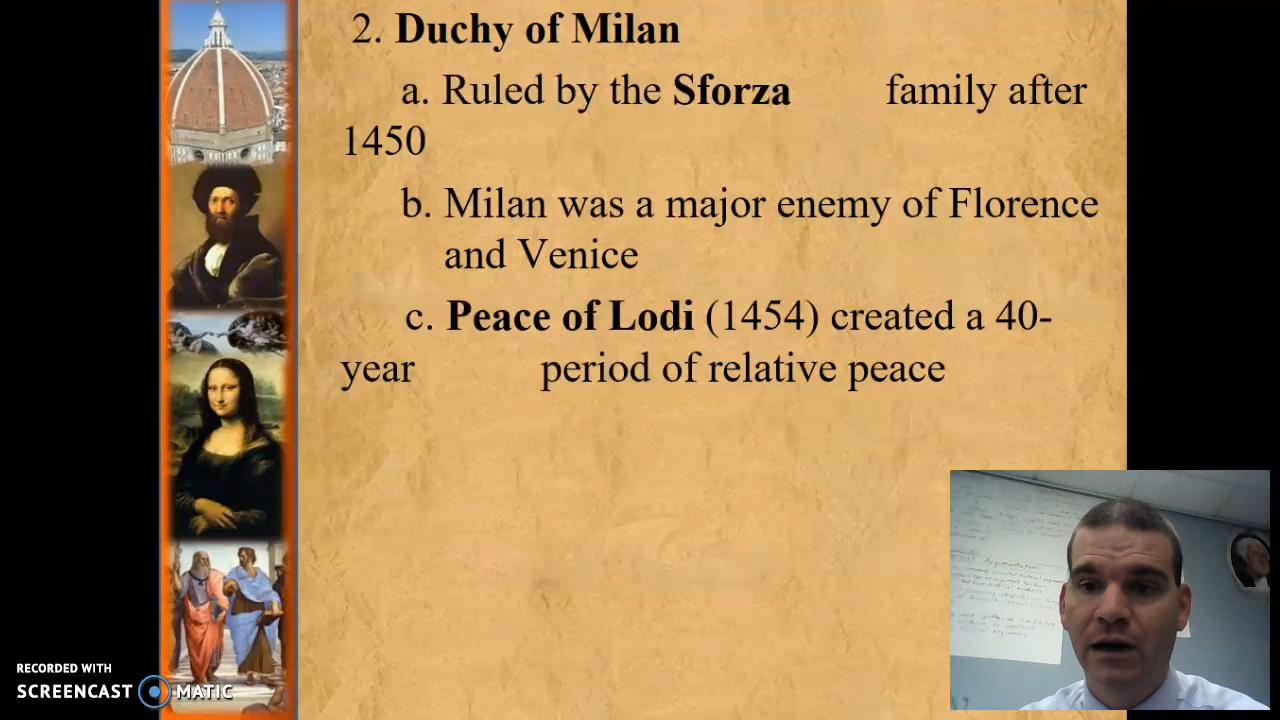 2. Duchy of Milan
a. Ruled by the Sforza family after
1450
b. Milan was a major enemy of Florence
and Venice
c. Peace of Lodi (1454) created a 40-
year period of relative peace
Argumentation
RECORDED WITH
SCREENCAST MATIC